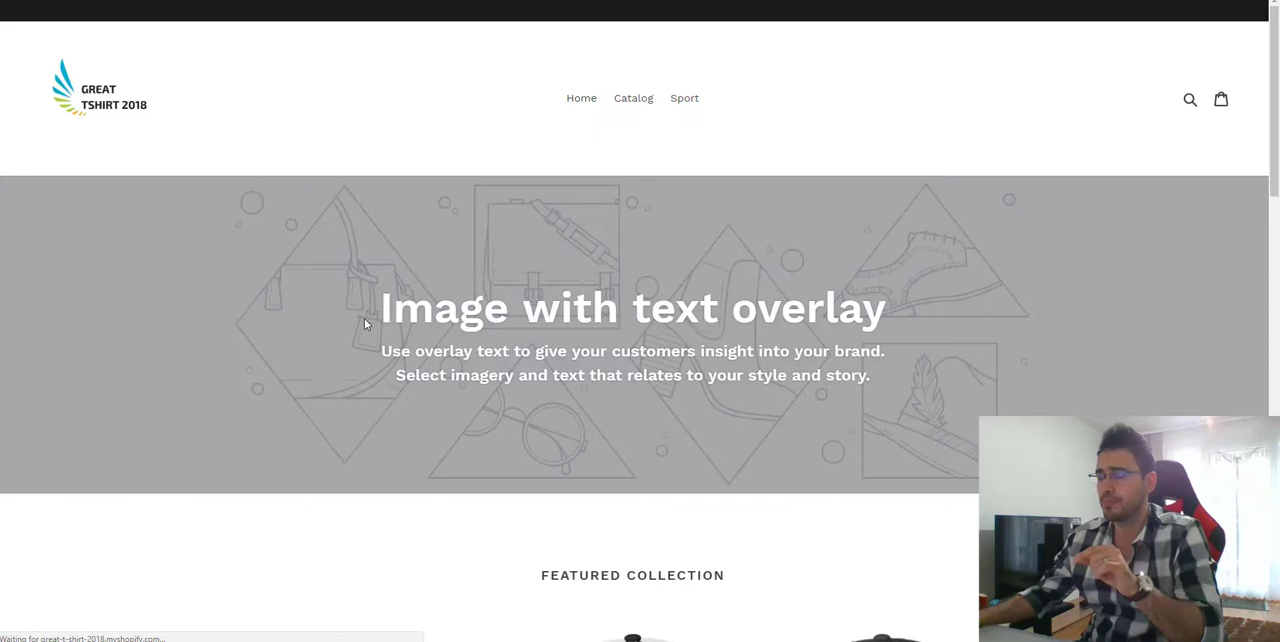 GREAT
TSHIRT 2018
Home Catalog Sport
Image with text overlay
Use overlay text to give your customers insight into your brand.
Select imagery and text that relates to your style and story.
FEATURED COLLECTION
Waiting for great-t-shirt-2018.myshopify.com...